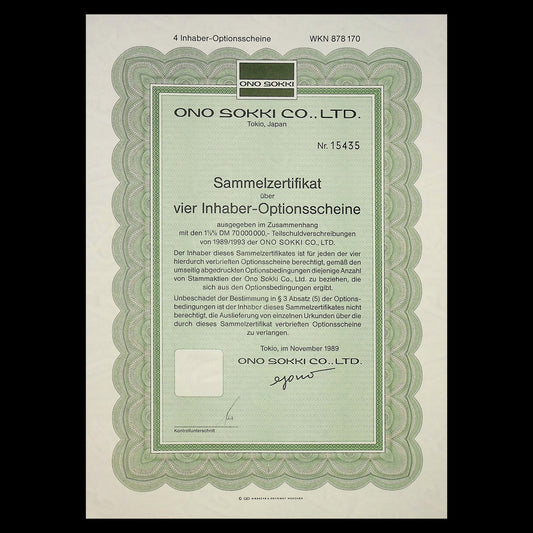 4 Inhaber-Optionsscheine WKN 878 170
ONO SOKKI
ONO SOKKI CO., LTD.
Tokio, Japan
Nr. 15435
Sammelzertifikat
über
vier Inhaber-Optionsscheine
ausgegeben im Zusammenhang
mit den 1½% DM 70 000 000,- Teilschuldverschreibungen
von 1989/1993 der ONO SOKKI CO., LTD.
Der Inhaber dieses Sammelzertifikates ist für jeden der vier
hierdurch verbrieften Optionsscheine berechtigt, gemäß den
umseitig abgedruckten Optionsbedingungen diejenige Anzahl
von Stammaktien der Ono Sokki Co., Ltd. zu beziehen, die
sich aus den Optionsbedingungen ergibt.
Unbeschadet der Bestimmung in § 3 Absatz (5) der Options-
bedingungen ist der Inhaber dieses Sammelzertifikates nicht
berechtigt, die Auslieferung von einzelnen Urkunden über die
durch dieses Sammelzertifikat verbrieften Optionsscheine
zu verlangen.
Tokio, im November 1989
ONO SOKKI CO., LTD.
Kontrollunterschrift